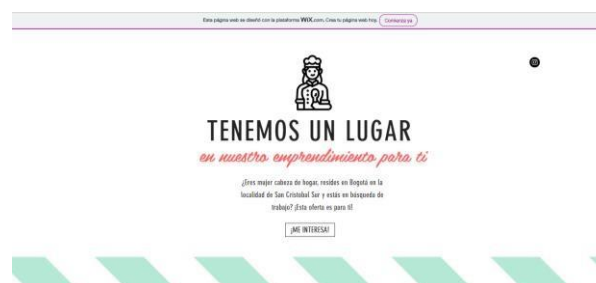 Esta página web se diseñó con la plataforma WIX.com. Crea tu página web hoy. Comienza ya
TENEMOS UN LUGAR
en nuestro emprendimiento para ti
¿Eres mujer cabeza de hogar, resides en Bogotá en la
localidad de San Cristobal Sur y estás en búsqueda de
trabajo? ¡Esta oferta es para ti!
¡ME INTERESA!